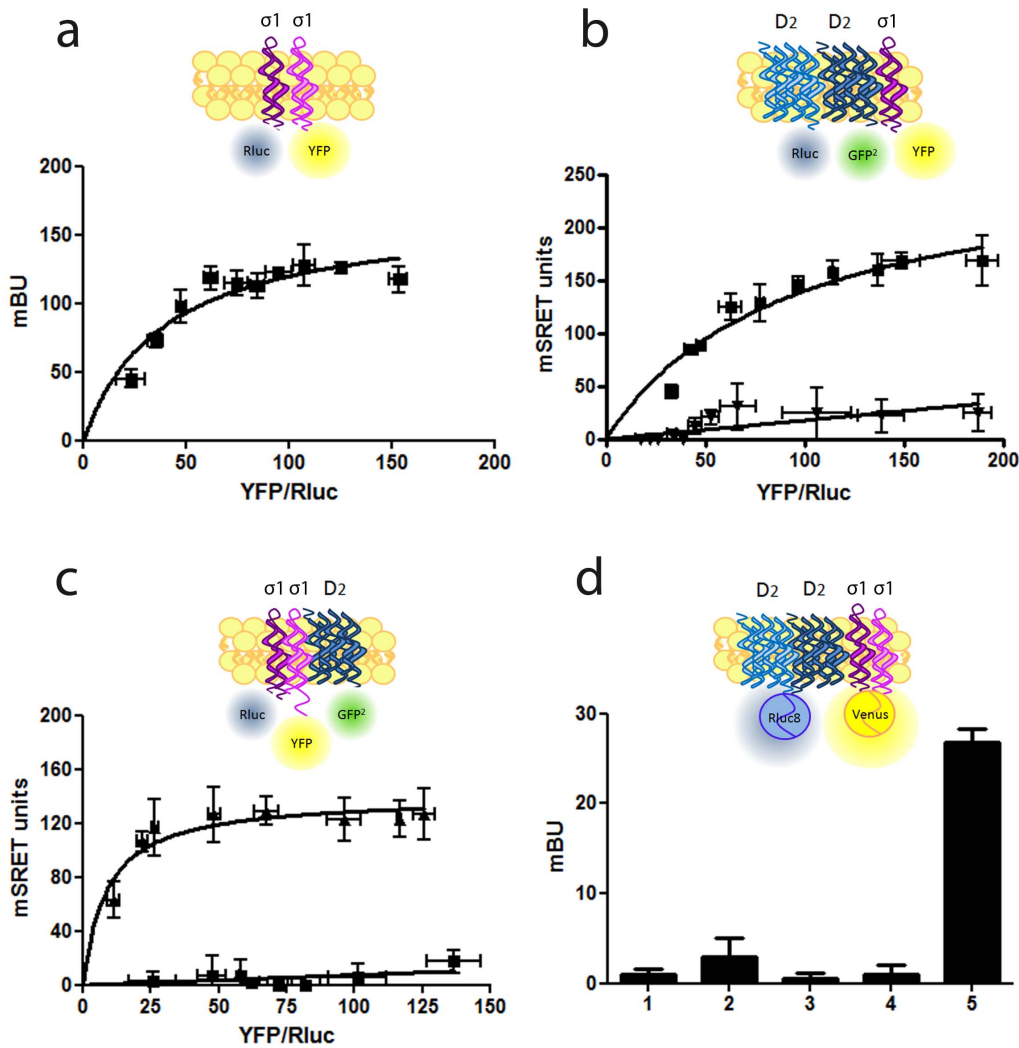 a
σ1 σ1
Rluc YFP
200
150
100
50
0
mBU
0 50 100 150 200
YFP/Rluc
b
D2 D2 σ1
Rluc GFP² YFP
250
200
150
100
50
0
mSRET units
0 50 100 150 200
YFP/Rluc
c
σ1 σ1 D2
Rluc YFP GFP²
200
160
120
80
40
0
mSRET units
0 25 50 75 100 125 150
YFP/Rluc
d
D2 D2 σ1 σ1
Rluc8 Venus
30
20
10
0
mBU
1 2 3 4 5